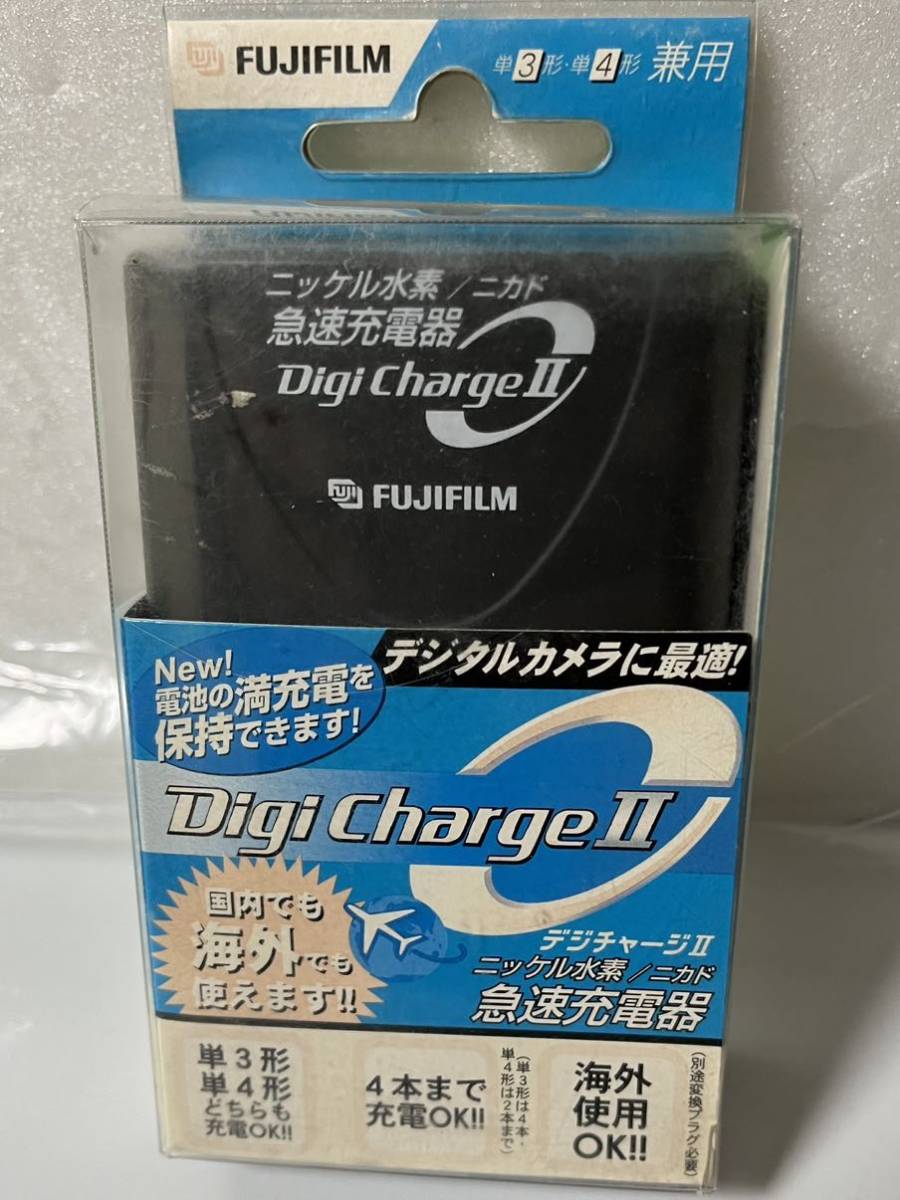 FUJIFILM
単3形・単4形 兼用
ニッケル水素／ニカド
急速充電器
Digi Charge II
FUJIFILM
デジタルカメラに最適!
New!
電池の満充電を
保持できます!
Digi Charge II
国内でも
海外でも
使えます!!
デジチャージII
ニッケル水素／ニカド
急速充電器
単3形
単4形
どちらも
充電OK!!
4本まで
充電OK!!
(単3形は4本・
単4形は2本まで)
海外
使用
OK!!
(別途変換プラグ必要)